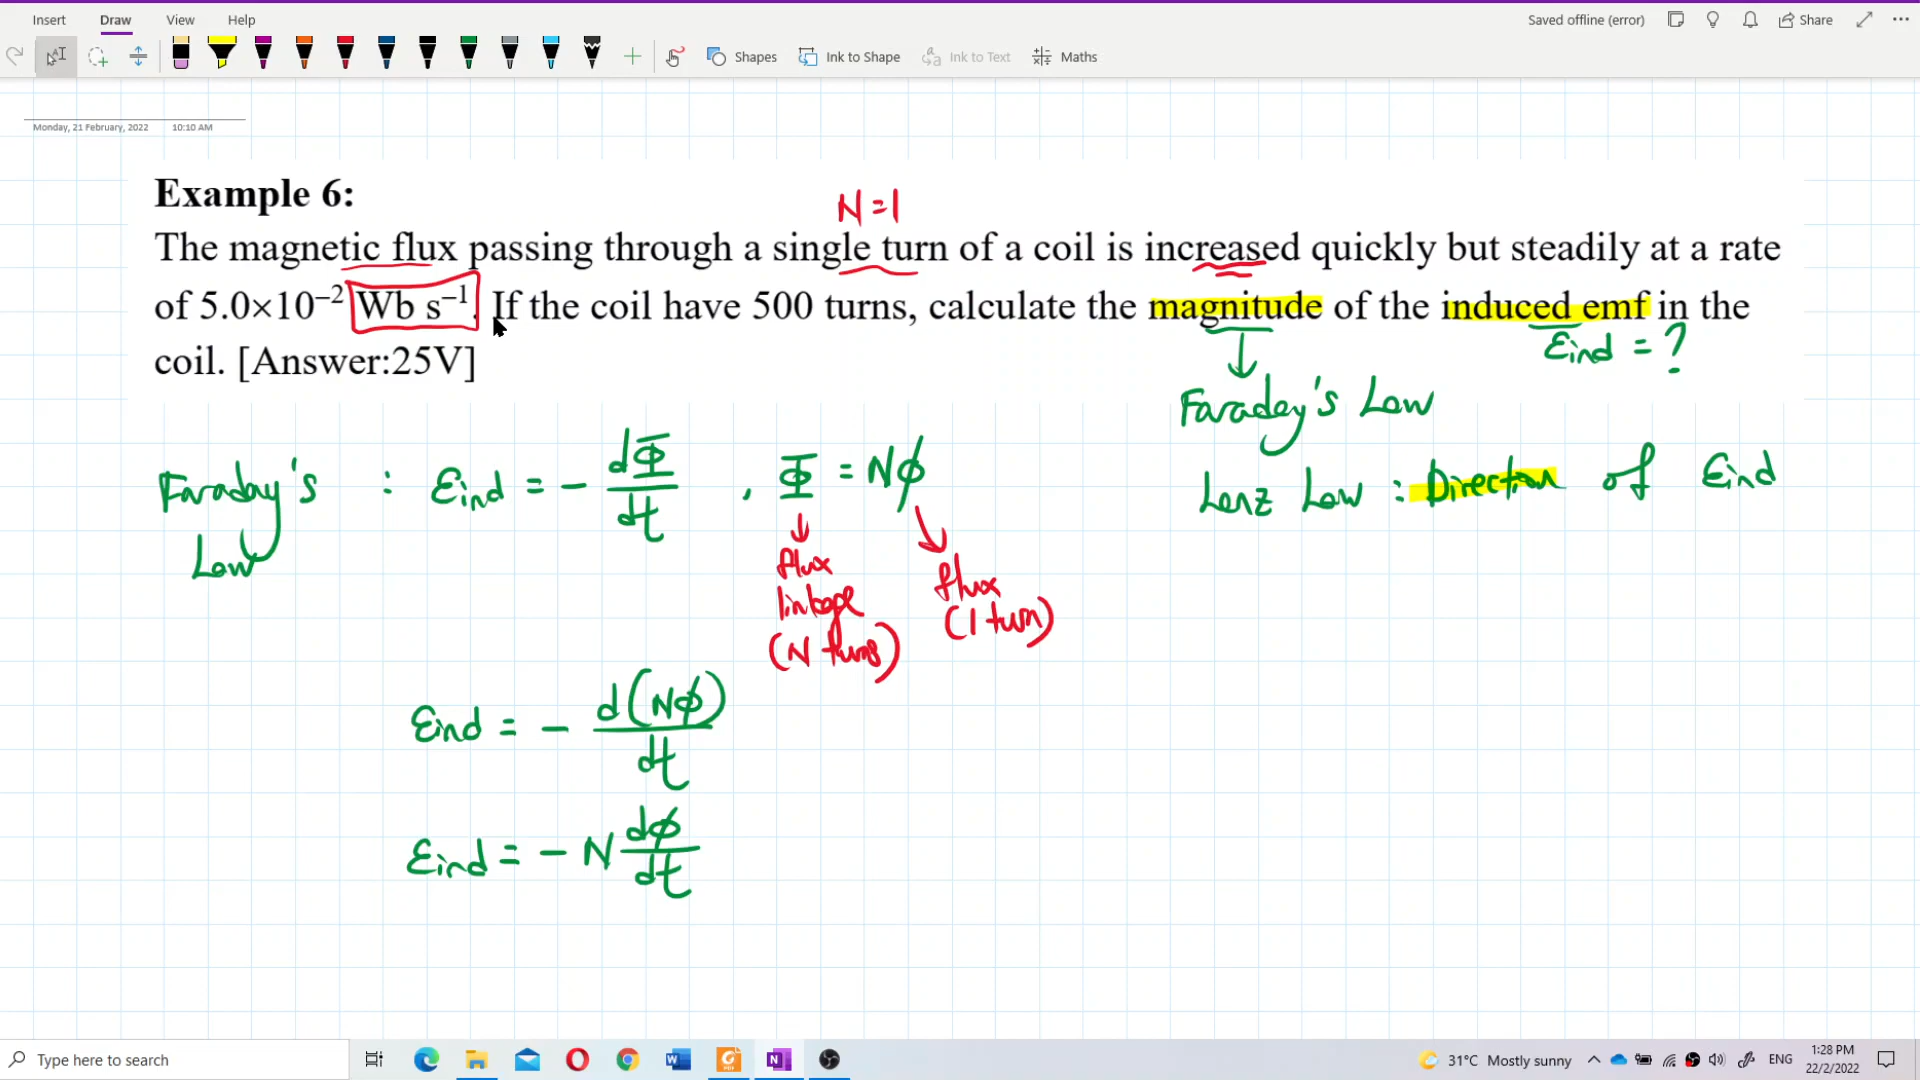 Insert Draw View Help
Saved offline (error) Share
Shapes Ink to Shape Ink to Text Maths
Monday, 21 February, 2022 10:10 AM
Example 6:
N = 1
The magnetic flux passing through a single turn of a coil is increased quickly but steadily at a rate
of 5.0×10⁻² Wb s⁻¹. If the coil have 500 turns, calculate the magnitude of the induced emf in the
coil. [Answer:25V]
Ɛind = ?
Faraday's Law
Lenz Law : Direction of Ɛind
Faraday's Law : Ɛind = - dΦ/dt , Φ = Nϕ
flux linkage (N turns)
flux (1 turn)
Ɛind = - d(Nϕ)/dt
Ɛind = - N dϕ/dt
Type here to search
31°C Mostly sunny ENG 1:28 PM
22/2/2022